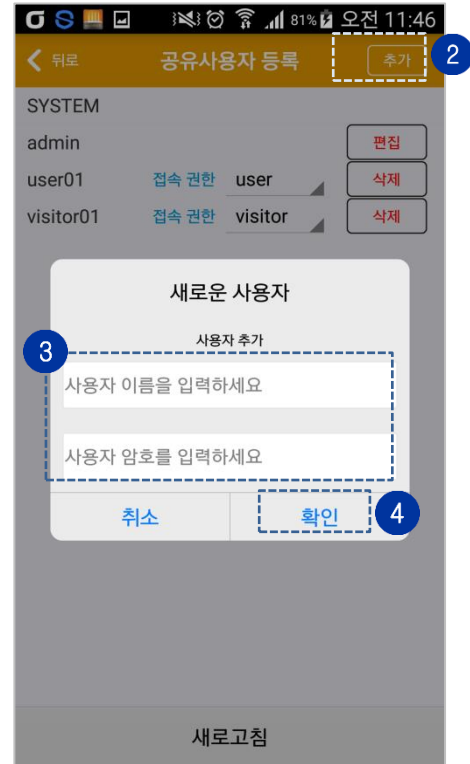 81% 오전 11:46
뒤로 공유사용자 등록 추가 2
SYSTEM
admin 편집
user01 접속 권한 user 삭제
visitor01 접속 권한 visitor 삭제
새로운 사용자
사용자 추가
3
사용자 이름을 입력하세요
사용자 암호를 입력하세요
취소 확인 4
새로고침